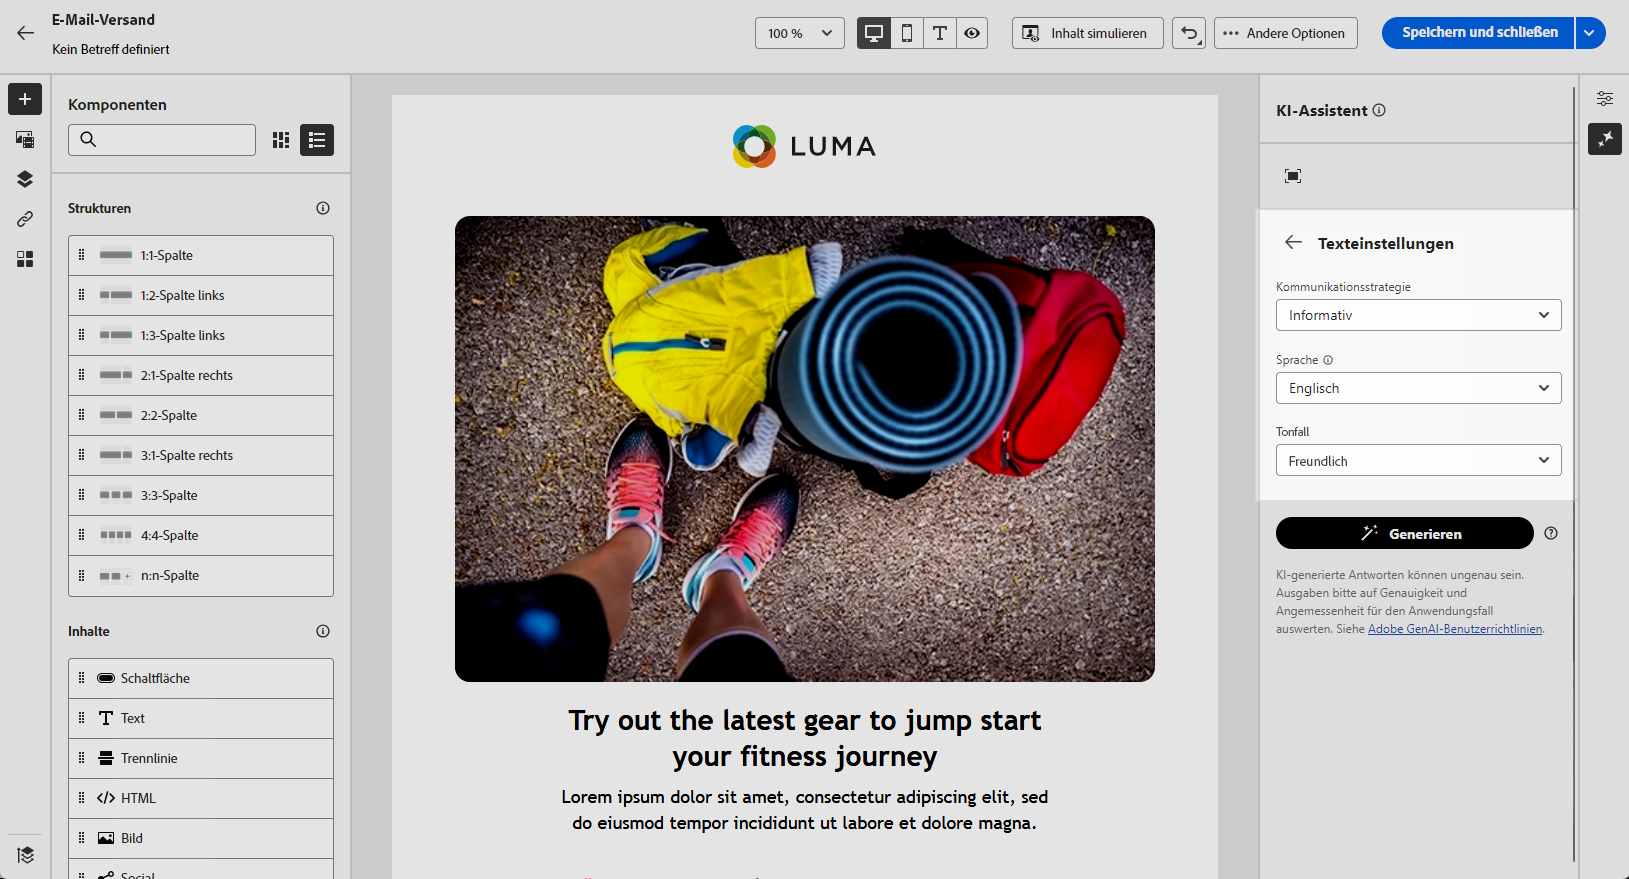 E-Mail-Versand
Kein Betreff definiert
100 %
Inhalt simulieren
Andere Optionen
Speichern und schließen
Komponenten
Strukturen
1:1-Spalte
1:2-Spalte links
1:3-Spalte links
2:1-Spalte rechts
2:2-Spalte
3:1-Spalte rechts
3:3-Spalte
4:4-Spalte
n:n-Spalte
Inhalte
Schaltfläche
Text
Trennlinie
HTML
Bild
Social
LUMA
Try out the latest gear to jump start
your fitness journey
Lorem ipsum dolor sit amet, consectetur adipiscing elit, sed
do eiusmod tempor incididunt ut labore et dolore magna.
KI-Assistent
Texteinstellungen
Kommunikationsstrategie
Informativ
Sprache
Englisch
Tonfall
Freundlich
Generieren
KI-generierte Antworten können ungenau sein.
Ausgaben bitte auf Genauigkeit und
Angemessenheit für den Anwendungsfall
auswerten. Siehe Adobe GenAI-Benutzerrichtlinien.